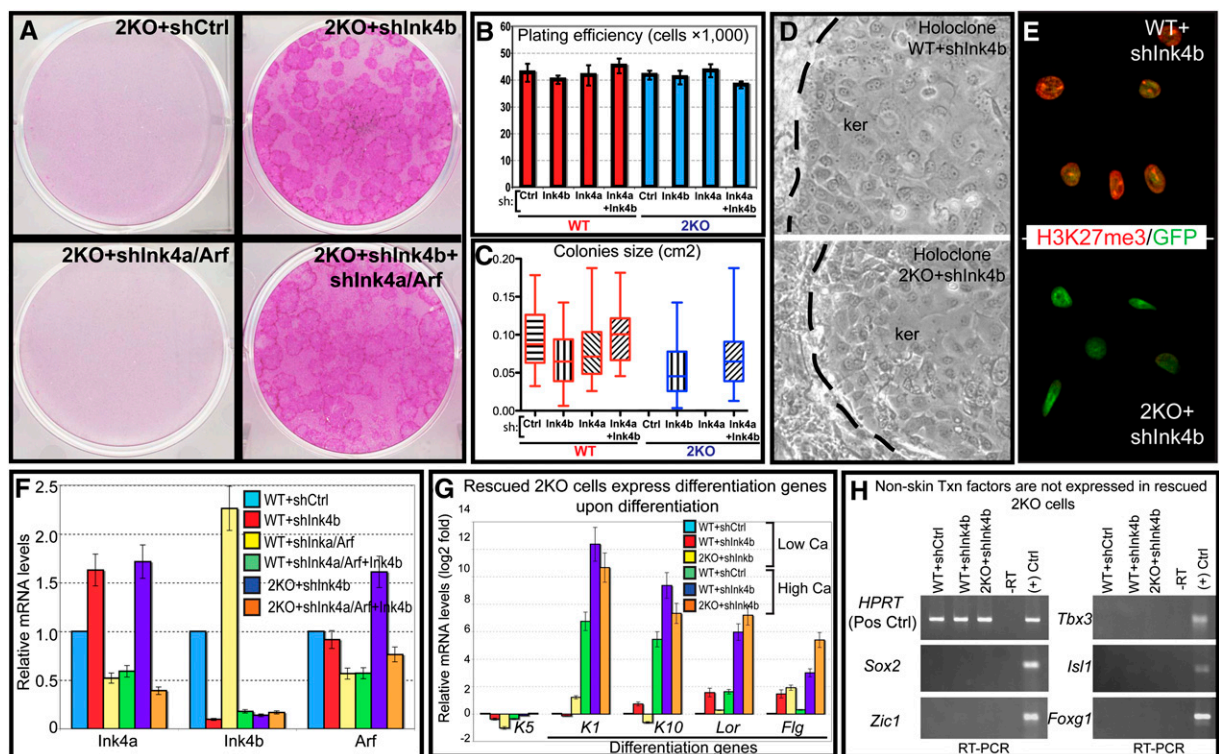 A
2KO+shCtrl
2KO+shInk4b
2KO+shInk4a/Arf
2KO+shInk4b+
shInk4a/Arf
B
Plating efficiency (cells ×1,000)
60
50
40
30
20
10
0
sh:
Ctrl
Ink4b
Ink4a
Ink4a
+Ink4b
Ctrl
Ink4b
Ink4a
Ink4a
+Ink4b
WT
2KO
C
Colonies size (cm2)
0.20
0.15
0.10
0.05
0.00
sh:
Ctrl
Ink4b
Ink4a
Ink4a
+Ink4b
Ctrl
Ink4b
Ink4a
Ink4a
+Ink4b
WT
2KO
D
Holoclone
WT+shInk4b
ker
Holoclone
2KO+shInk4b
ker
E
WT+
shInk4b
H3K27me3/GFP
2KO+
shInk4b
F
Relative mRNA levels
2.5
2.0
1.5
1.0
0.5
0
WT+shCtrl
WT+shInk4b
WT+shInka/Arf
WT+shInk4a/Arf+Ink4b
2KO+shInk4b
2KO+shInk4a/Arf+Ink4b
Ink4a
Ink4b
Arf
G
Rescued 2KO cells express differentiation genes
upon differentiation
Relative mRNA levels (log2 fold)
14
12
10
8
6
4
2
0
WT+shCtrl
WT+shInk4b
2KO+shInkb
WT+shCtrl
WT+shInk4b
2KO+shInk4b
Low Ca
High Ca
K5
K1
K10
Lor
Flg
Differentiation genes
H
Non-skin Txn factors are not expressed in rescued
2KO cells
WT+shCtrl
WT+shInk4b
2KO+shInk4b
-RT
(+) Ctrl
WT+shCtrl
WT+shInk4b
2KO+shInk4b
-RT
(+) Ctrl
HPRT
(Pos Ctrl)
Tbx3
Sox2
Isl1
Zic1
Foxg1
RT-PCR
RT-PCR